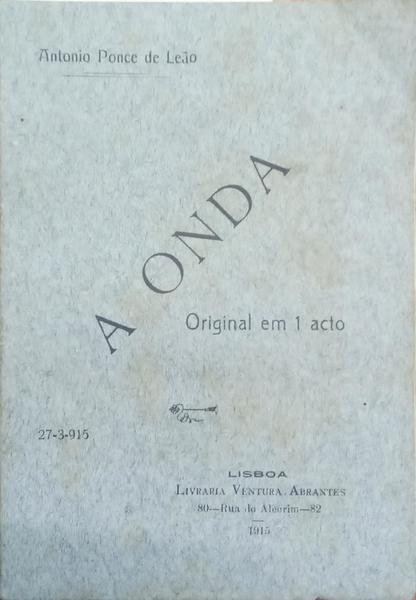 Antonio Ponce de Leão
A ONDA
Original em 1 acto
27-3-915
LISBOA
LIVRARIA VENTURA ABRANTES
80—Rua do Alecrim—82
1915